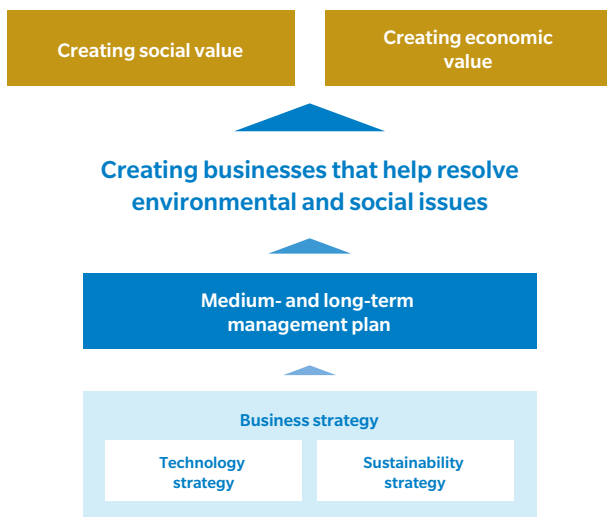 Creating social value
Creating economic
value
Creating businesses that help resolve
environmental and social issues
Medium- and long-term
management plan
Business strategy
Technology
strategy
Sustainability
strategy